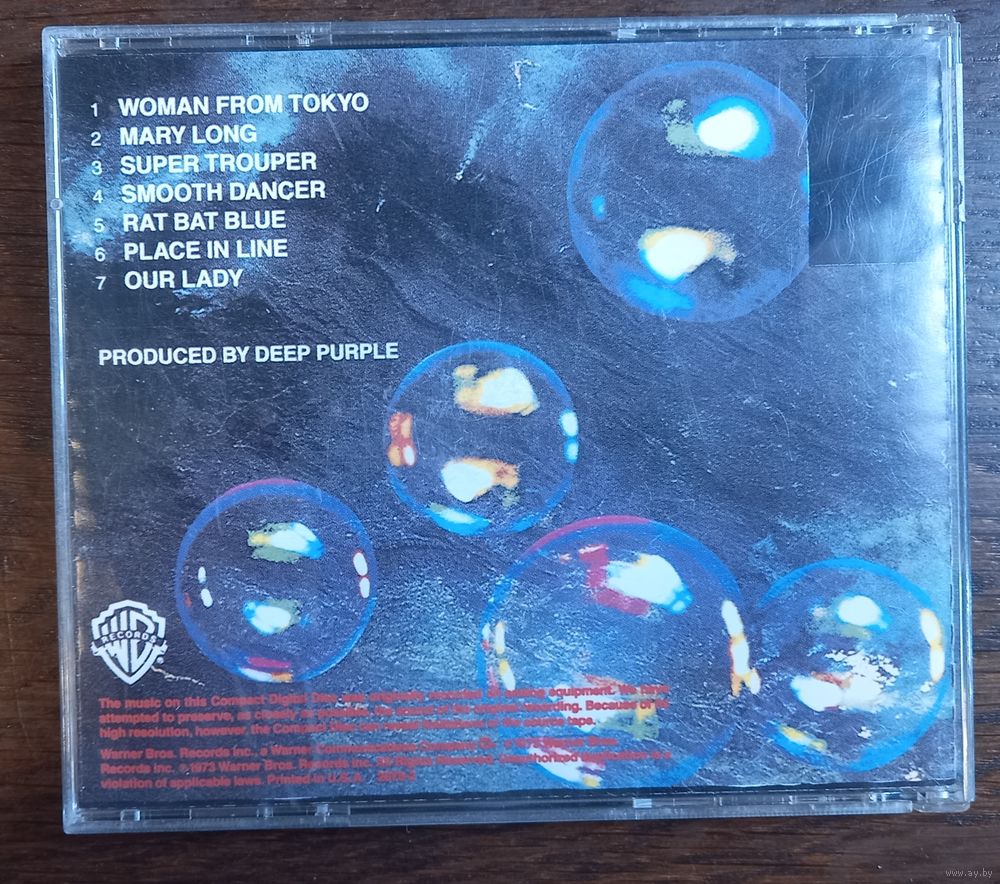 1 WOMAN FROM TOKYO
2 MARY LONG
3 SUPER TROUPER
4 SMOOTH DANCER
5 RAT BAT BLUE
6 PLACE IN LINE
7 OUR LADY
PRODUCED BY DEEP PURPLE
RECORDS
The music on this Compact Digital Disc was originally recorded on analog equipment. We have
attempted to preserve, as closely as possible, the sound of the original recording. Because of its
high resolution, however, the Compact Disc can reveal limitations of the source tape.
Warner Bros. Records Inc., a Warner Communications Company
Records Inc. ℗1973 Warner Bros. Records Inc. All Rights Reserved. Unauthorized duplication is a
violation of applicable laws. Printed in U.S.A.
www.ay.by